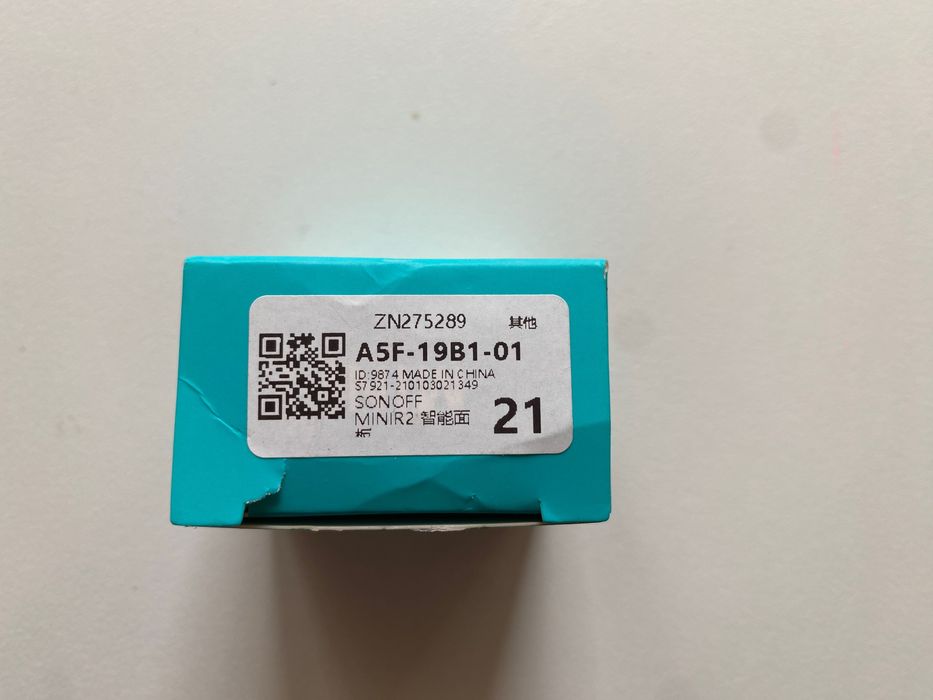 ZN275289 其他
A5F-19B1-01
ID:9874 MADE IN CHINA
S7921-210103021349
SONOFF
MINIR2 智能面
21